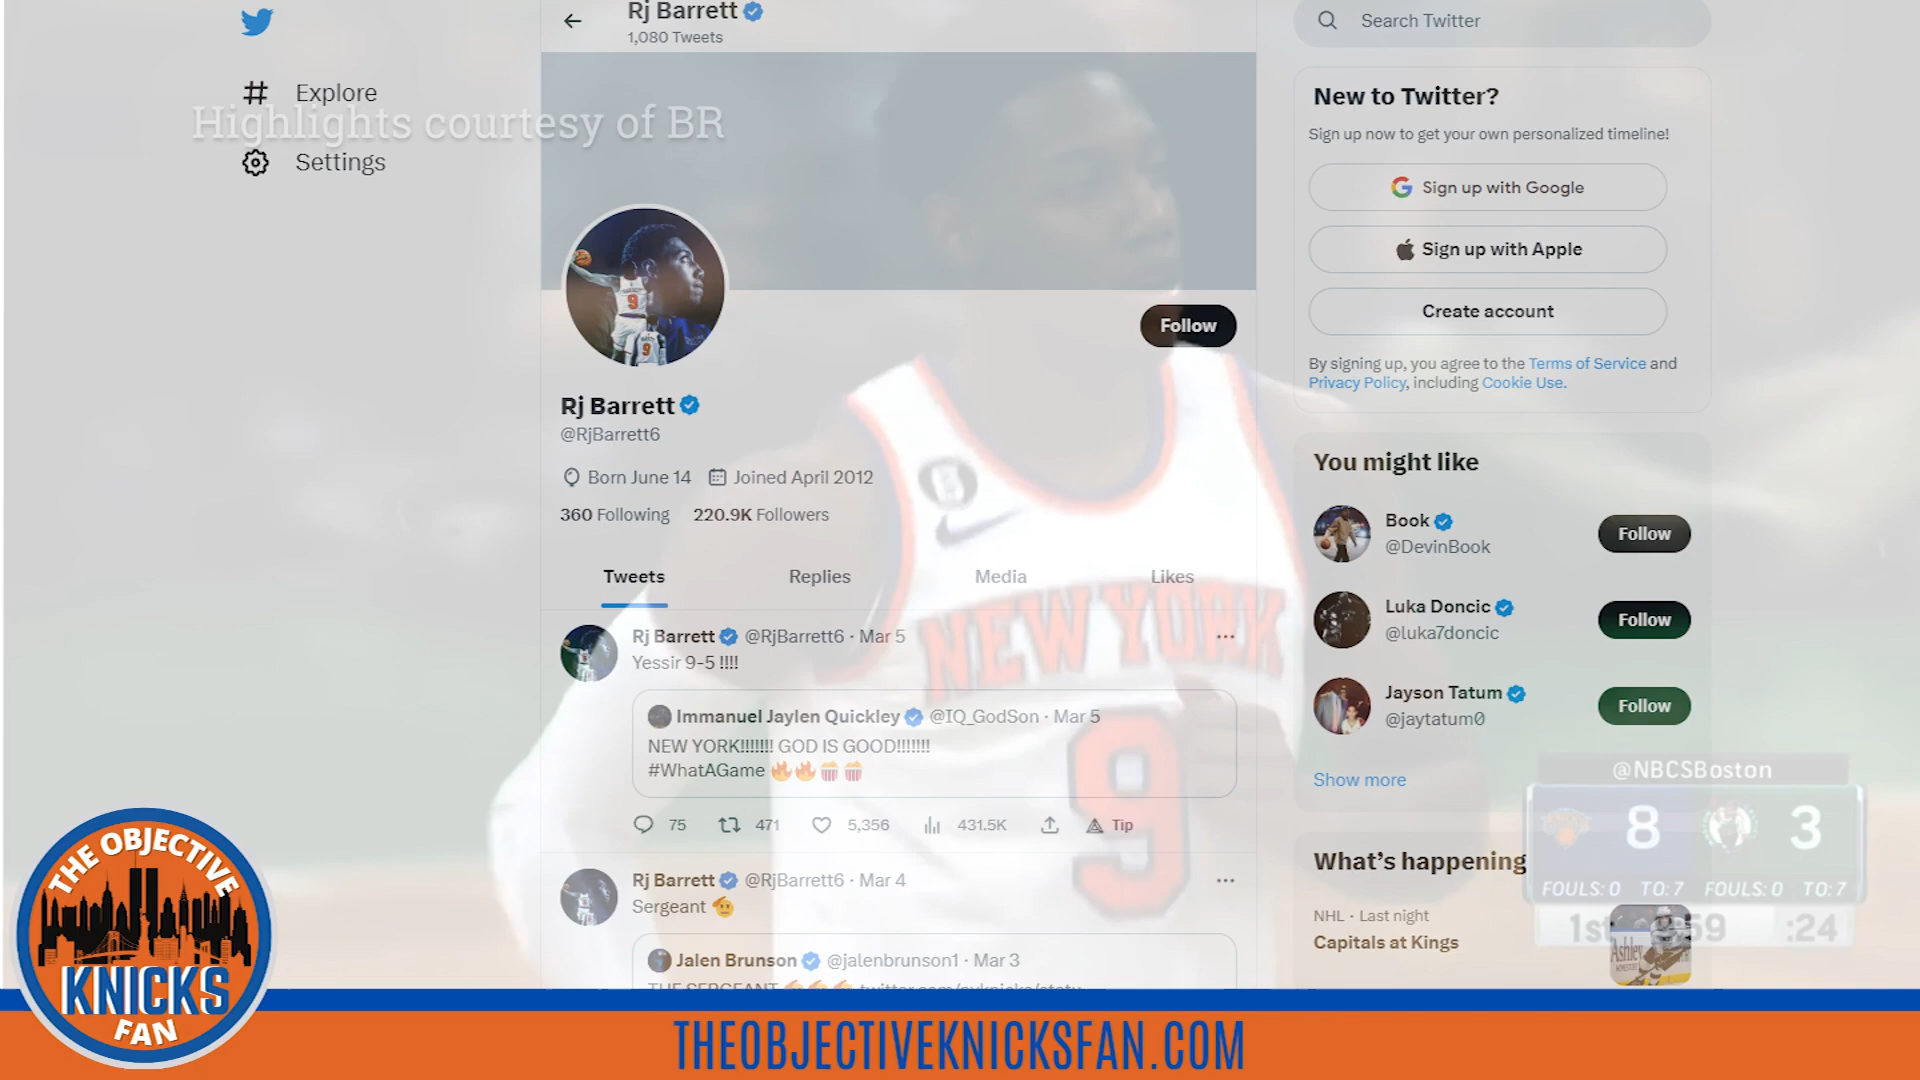 Rj Barrett
1,080 Tweets
Search Twitter
Explore
Highlights courtesy of BR
Settings
New to Twitter?
Sign up now to get your own personalized timeline!
Sign up with Google
Sign up with Apple
Create account
By signing up, you agree to the Terms of Service and
Privacy Policy, including Cookie Use.
Follow
Rj Barrett
@RjBarrett6
Born June 14 Joined April 2012
360 Following 220.9K Followers
Tweets Replies Media Likes
You might like
Book
@DevinBook
Follow
Luka Doncic
@luka7doncic
Follow
Jayson Tatum
@jaytatum0
Follow
Show more
Rj Barrett @RjBarrett6 · Mar 5
Yessir 9-5 !!!!
Immanuel Jaylen Quickley @IQ_GodSon · Mar 5
NEW YORK!!!!!!! GOD IS GOOD!!!!!!!
#WhatAGame 🔥🔥🍿🍿
75 471 5,356 431.5K Tip
Rj Barrett @RjBarrett6 · Mar 4
Sergeant 🫡
Jalen Brunson @jalenbrunson1 · Mar 3
NEW YORK
9
@NBCSBoston
8 3
FOULS: 0 TO: 7 FOULS: 0 TO: 7
1st :24
What's happening
NHL · Last night
Capitals at Kings
THE OBJECTIVE
KNICKS
FAN
THEOBJECTIVEKNICKSFAN.COM